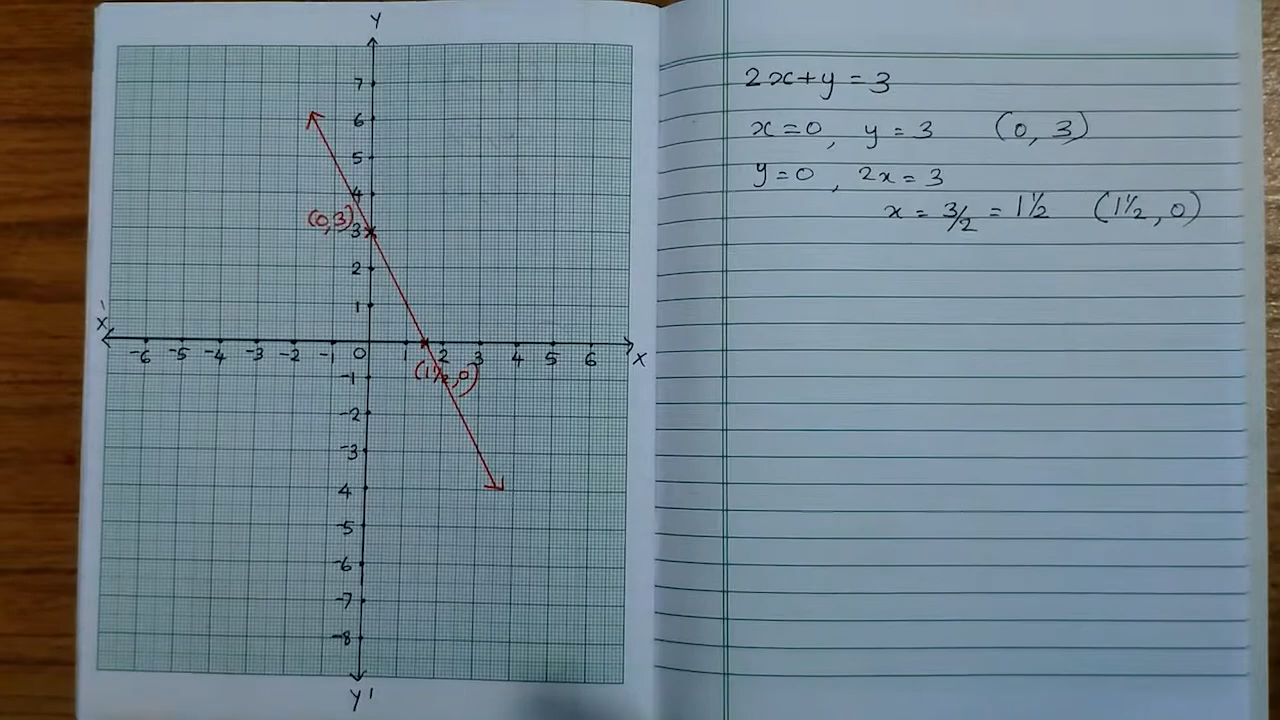 Y
7
6
5
4
(0,3)
3
2
1
X'
-6 -5 -4 -3 -2 -1 0 1 2 3 4 5 6 X
(1½,0)
-1
-2
-3
4
-5
-6
-7
-8
Y'
2x+y=3
x=0, y=3 (0, 3)
y=0, 2x=3
x = 3/2 = 1½ (1½, 0)